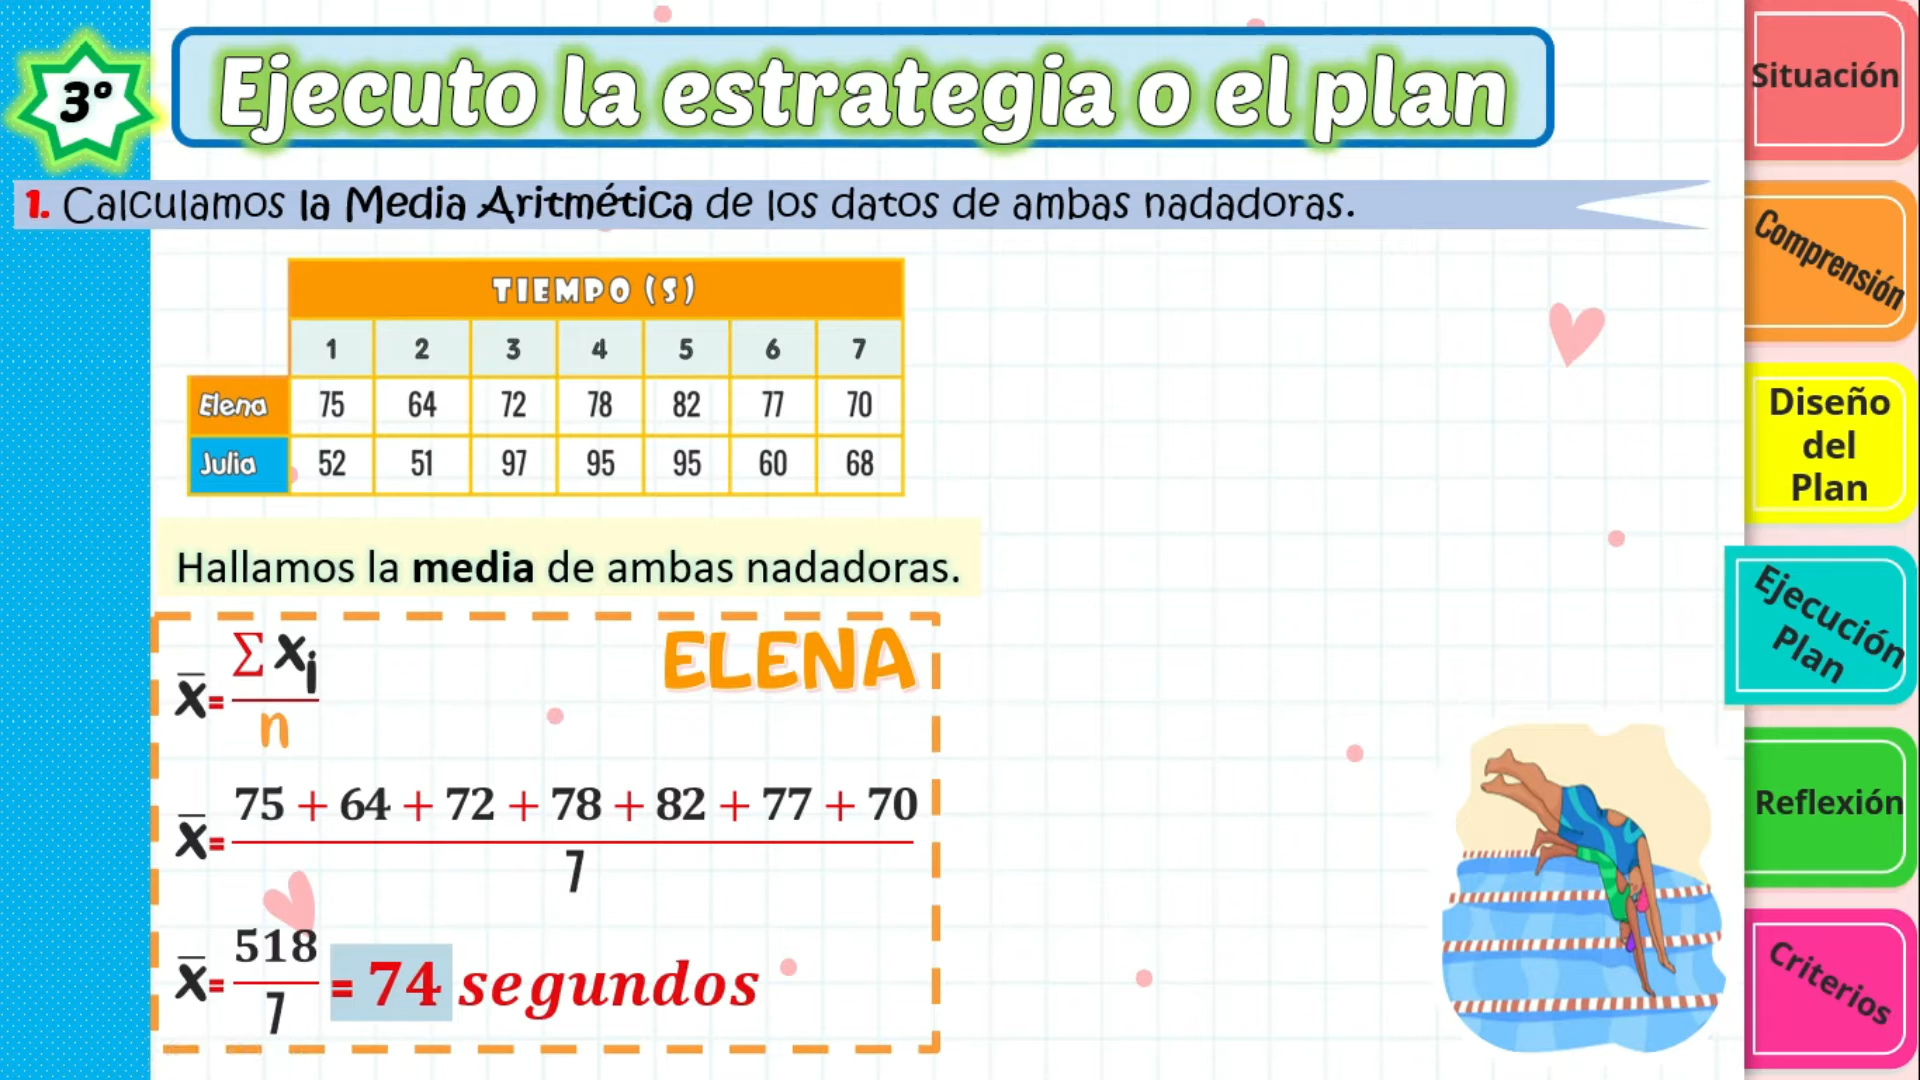 3°
Ejecuto la estrategia o el plan
1. Calculamos la Media Aritmética de los datos de ambas nadadoras.
TIEMPO (S)
1 2 3 4 5 6 7
Elena 75 64 72 78 82 77 70
Julia 52 51 97 95 95 60 68
Hallamos la media de ambas nadadoras.
ELENA
x̅ = ∑ xi / n
x̅ = 75 + 64 + 72 + 78 + 82 + 77 + 70 / 7
x̅ = 518 / 7 = 74 segundos
Situación
Comprensión
Diseño
del
Plan
Ejecución
Plan
Reflexión
Criterios